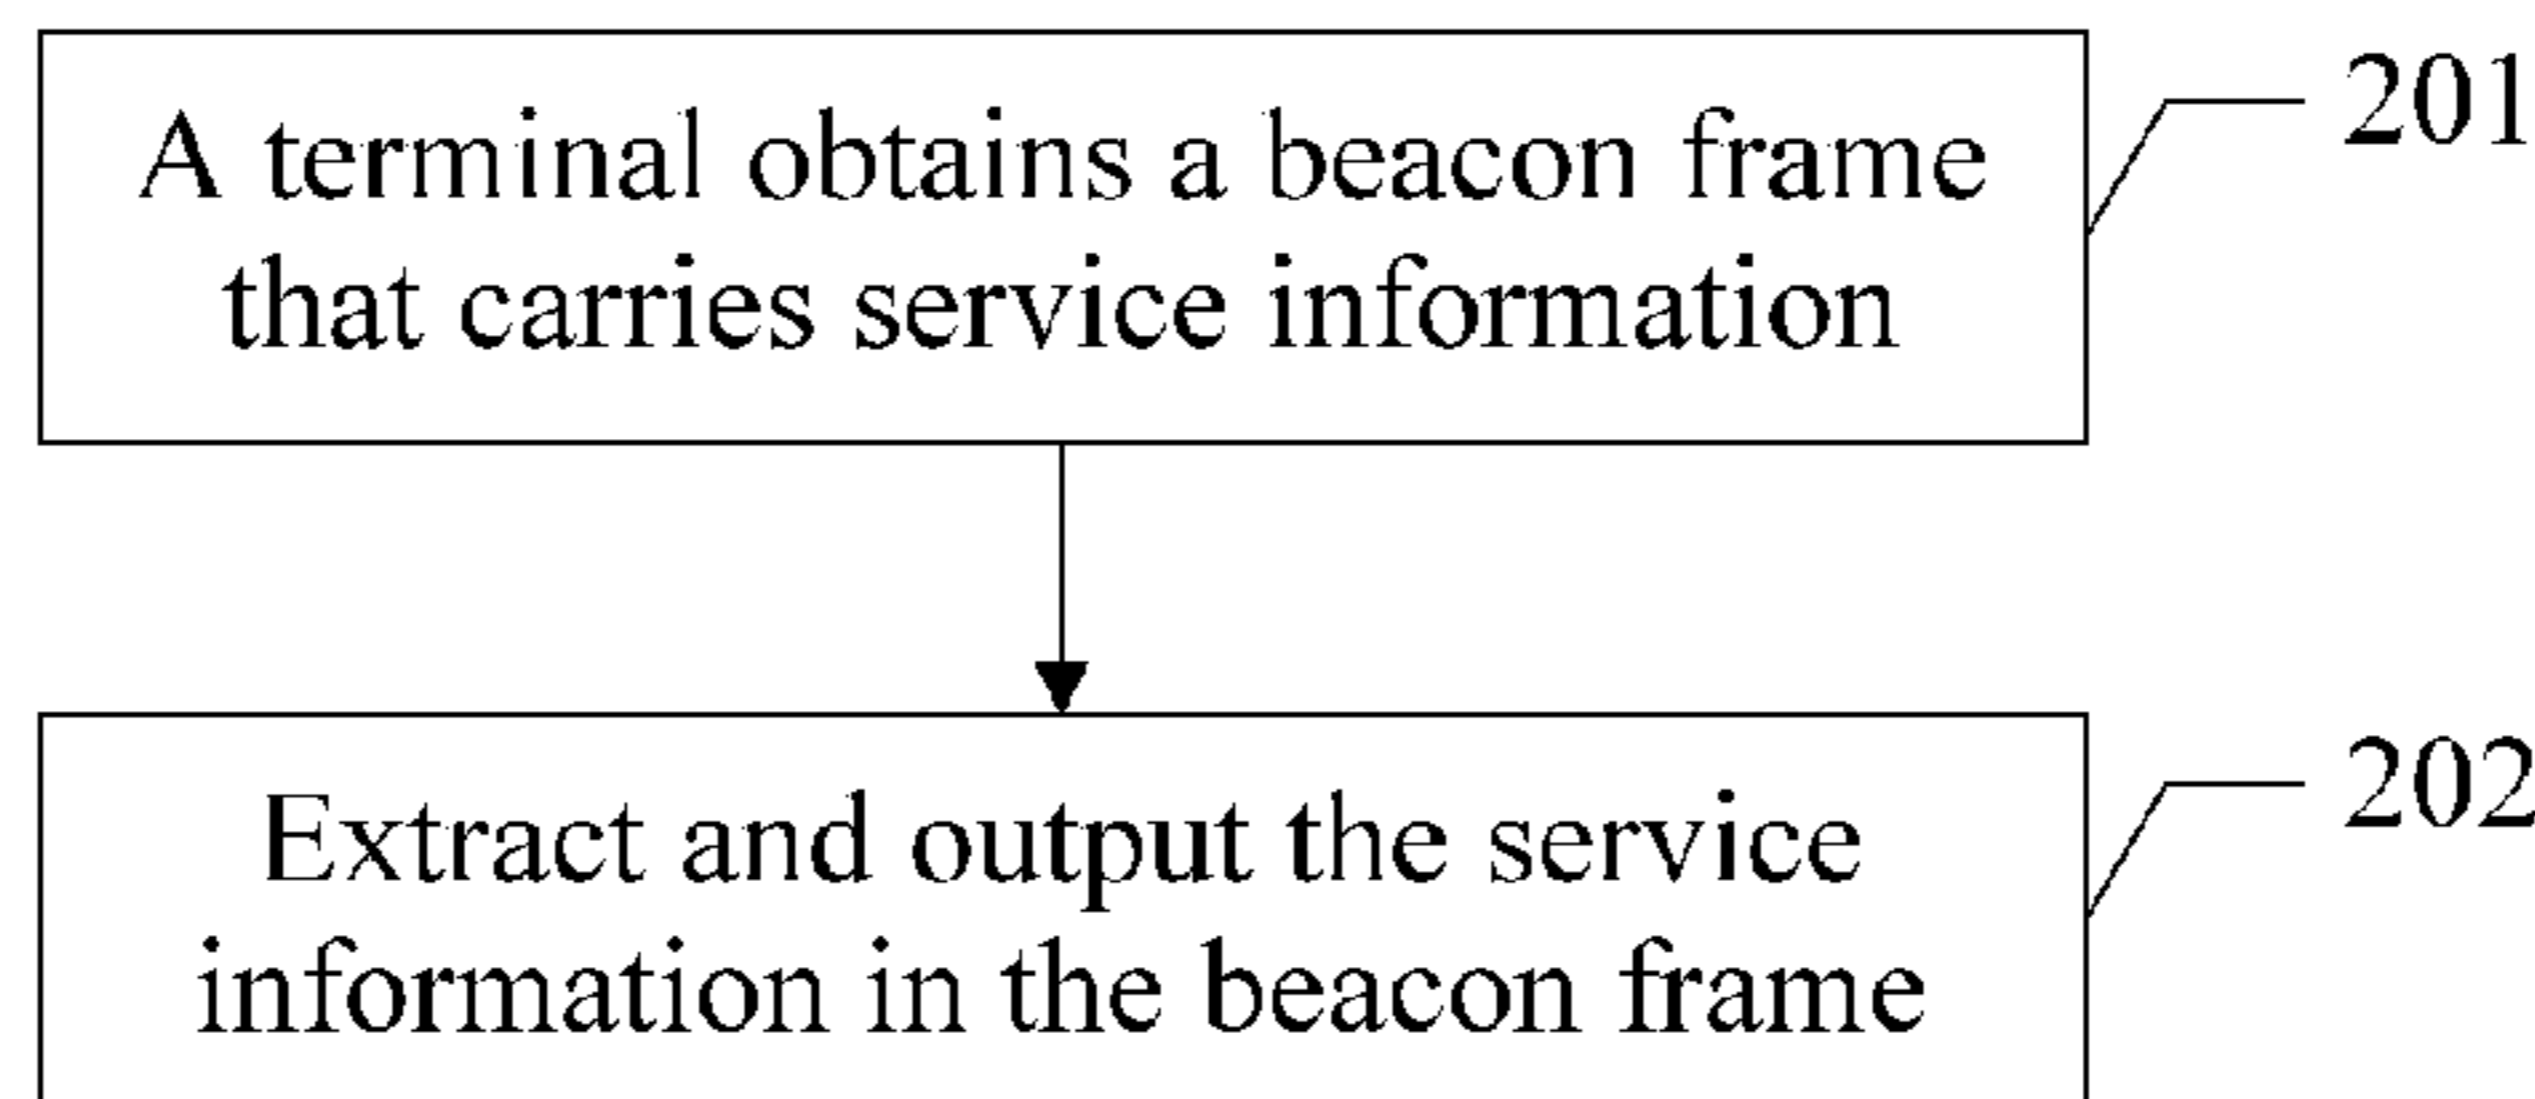 A terminal obtains a beacon frame
that carries service information
201
Extract and output the service
information in the beacon frame
202